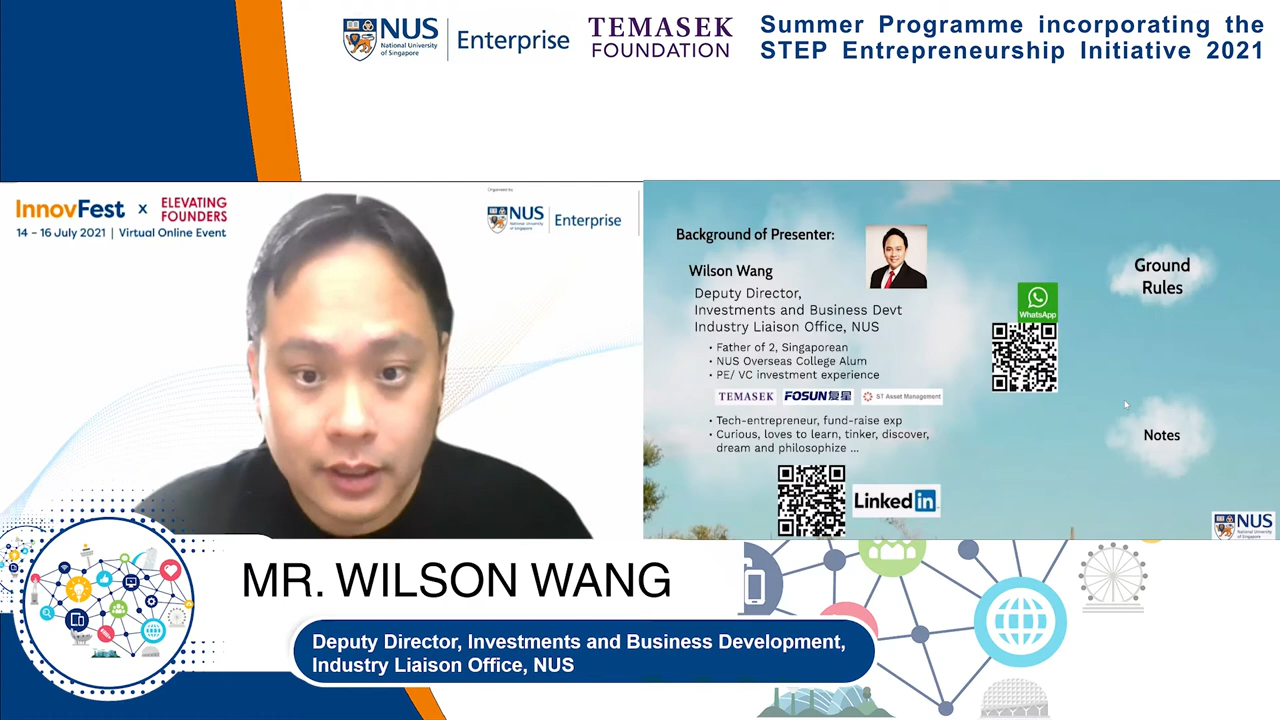 NUS
National University
of Singapore
Enterprise
TEMASEK
FOUNDATION
Summer Programme incorporating the
STEP Entrepreneurship Initiative 2021
InnovFest x ELEVATING
FOUNDERS
14 – 16 July 2021 | Virtual Online Event
Organised by
NUS
National University
of Singapore
Enterprise
Background of Presenter:
Wilson Wang
Deputy Director,
Investments and Business Devt
Industry Liaison Office, NUS
• Father of 2, Singaporean
• NUS Overseas College Alum
• PE/ VC investment experience
TEMASEK
FOSUN复星
ST Asset Management
• Tech-entrepreneur, fund-raise exp
• Curious, loves to learn, tinker, discover,
dream and philosophize ...
LinkedIn
WhatsApp
Ground
Rules
Notes
NUS
National University
of Singapore
MR. WILSON WANG
Deputy Director, Investments and Business Development,
Industry Liaison Office, NUS